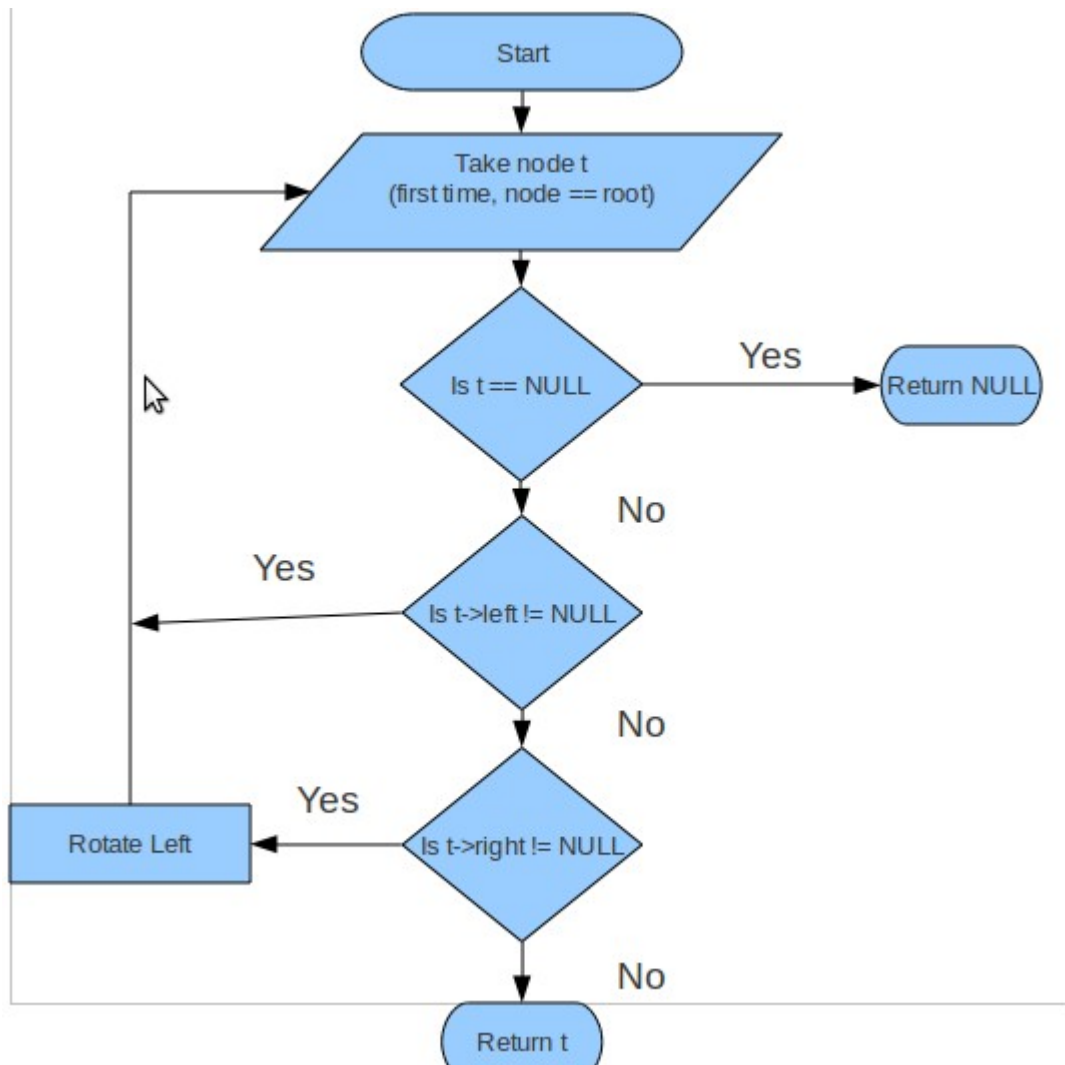 Start
Take node t
(first time, node == root)
Is t == NULL
Yes
Return NULL
No
Yes
Is t->left != NULL
No
Yes
Rotate Left
Is t->right != NULL
No
Return t